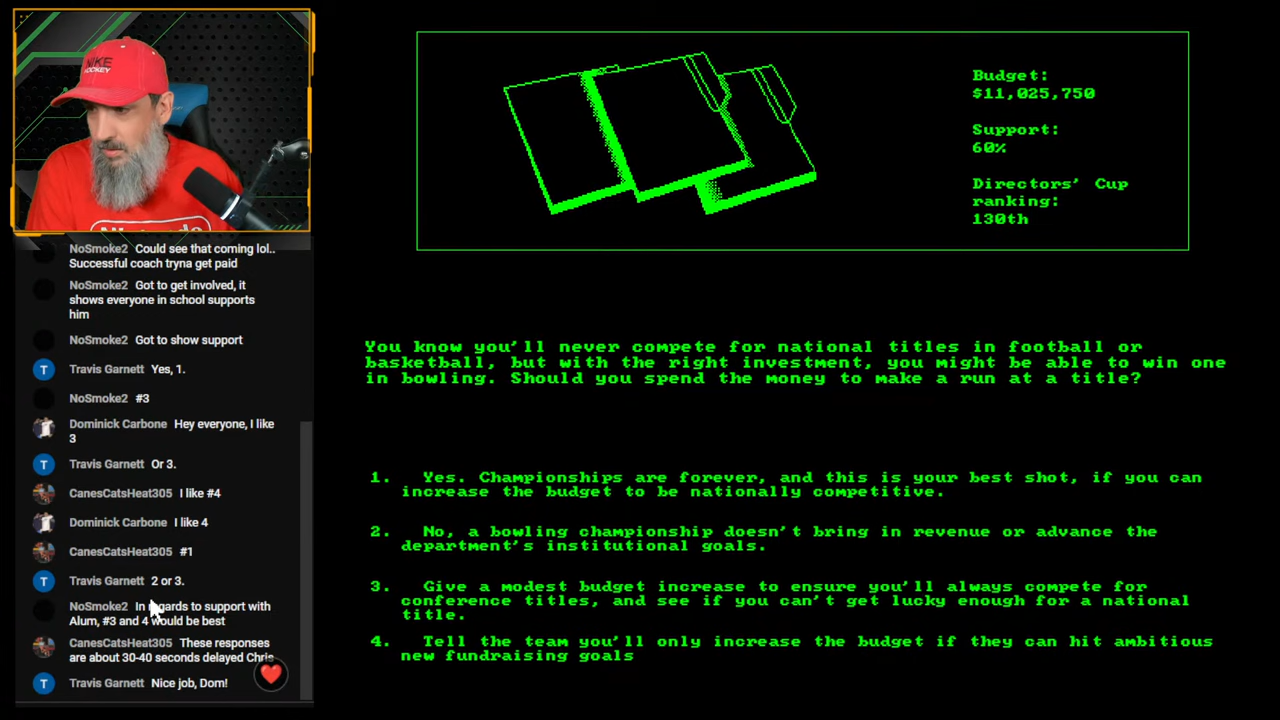 NIKE
HOCKEY
NoSmoke2 Could see that coming lol..
Successful coach tryna get paid
NoSmoke2 Got to get involved, it
shows everyone in school supports
him
NoSmoke2 Got to show support
T Travis Garnett Yes, 1.
NoSmoke2 #3
Dominick Carbone Hey everyone, I like
3
T Travis Garnett Or 3.
CanesCatsHeat305 I like #4
Dominick Carbone I like 4
CanesCatsHeat305 #1
T Travis Garnett 2 or 3.
NoSmoke2 In regards to support with
Alum, #3 and 4 would be best
CanesCatsHeat305 These responses
are about 30-40 seconds delayed Chris
T Travis Garnett Nice job, Dom!
Budget:
$11,025,750
Support:
60%
Directors' Cup
ranking:
130th
You know you'll never compete for national titles in football or
basketball, but with the right investment, you might be able to win one
in bowling. Should you spend the money to make a run at a title?
1. Yes. Championships are forever, and this is your best shot, if you can
increase the budget to be nationally competitive.
2. No, a bowling championship doesn't bring in revenue or advance the
department's institutional goals.
3. Give a modest budget increase to ensure you'll always compete for
conference titles, and see if you can't get lucky enough for a national
title.
4. Tell the team you'll only increase the budget if they can hit ambitious
new fundraising goals